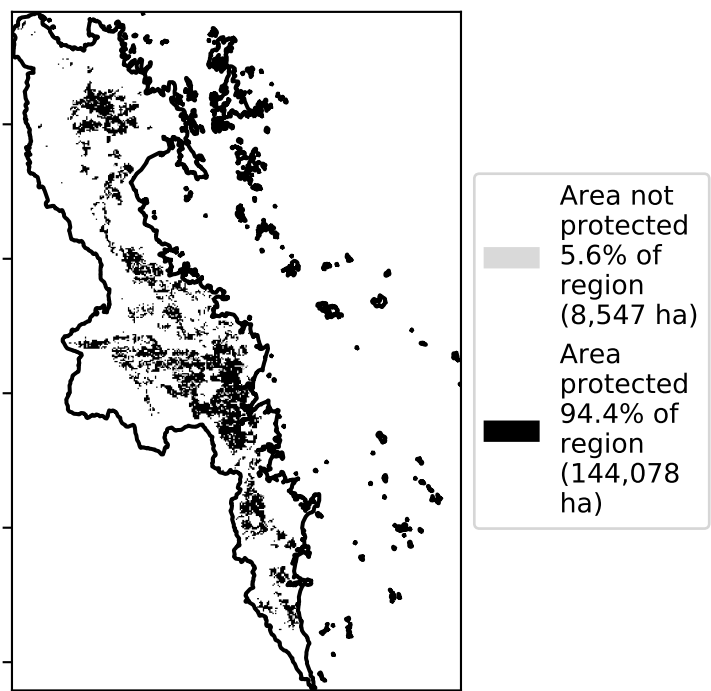 Area not
protected
5.6% of
region
(8,547 ha)
Area
protected
94.4% of
region
(144,078
ha)